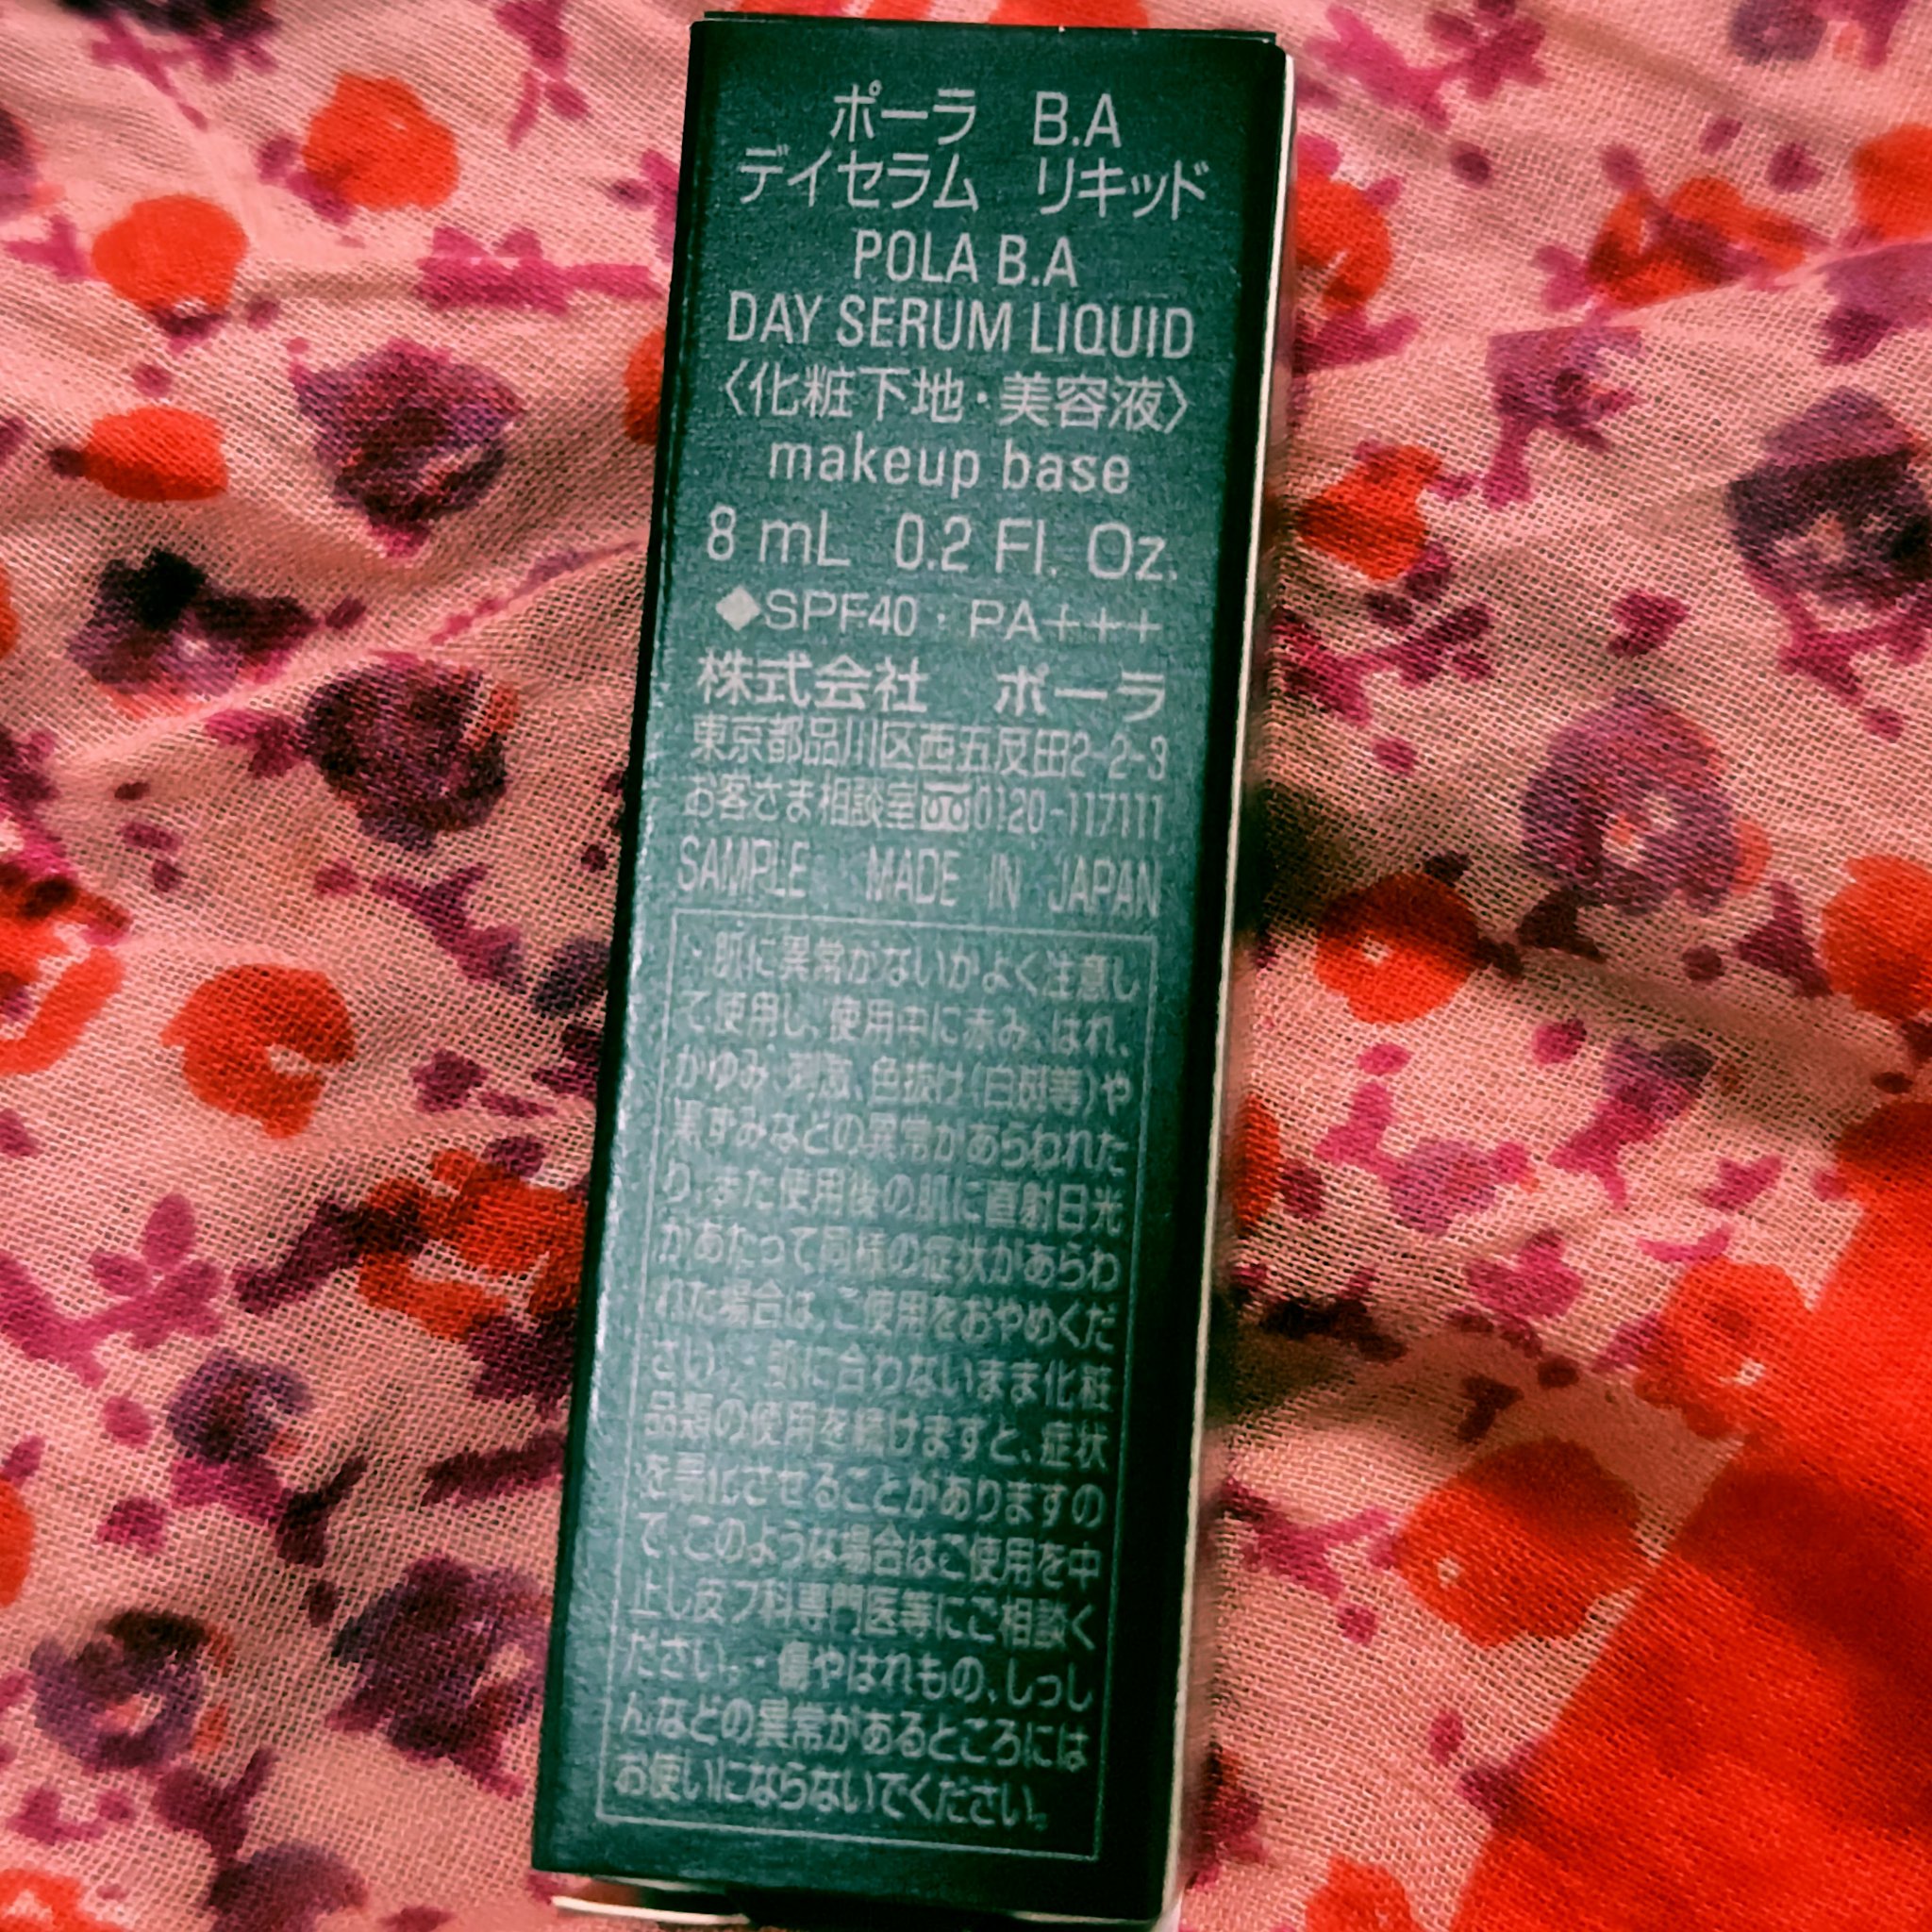 ポーラ　B.A
デイセラム　リキッド
POLA B.A
DAY SERUM LIQUID
〈化粧下地・美容液〉
makeup base
8 mL 0.2 Fl. Oz.
◆SPF40・PA+++
株式会社　ポーラ
東京都品川区西五反田2-2-3
お客さま相談室0120-117111
SAMPLE MADE IN JAPAN
・肌に異常がないかよく注意し
て使用し、使用中に赤み、はれ、
かゆみ、刺激、色抜け(白斑等)や
黒ずみなどの異常があらわれた
り、また使用後の肌に直射日光
があたって同様の症状があらわ
れた場合は、ご使用をおやめくだ
さい。・肌に合わないまま化粧
品類の使用を続けますと、症状
を悪化させることがありますの
で、このような場合はご使用を中
止し皮フ科専門医等にご相談く
ださい。・傷やはれもの、しっし
んなどの異常があるところには
お使いにならないでください。